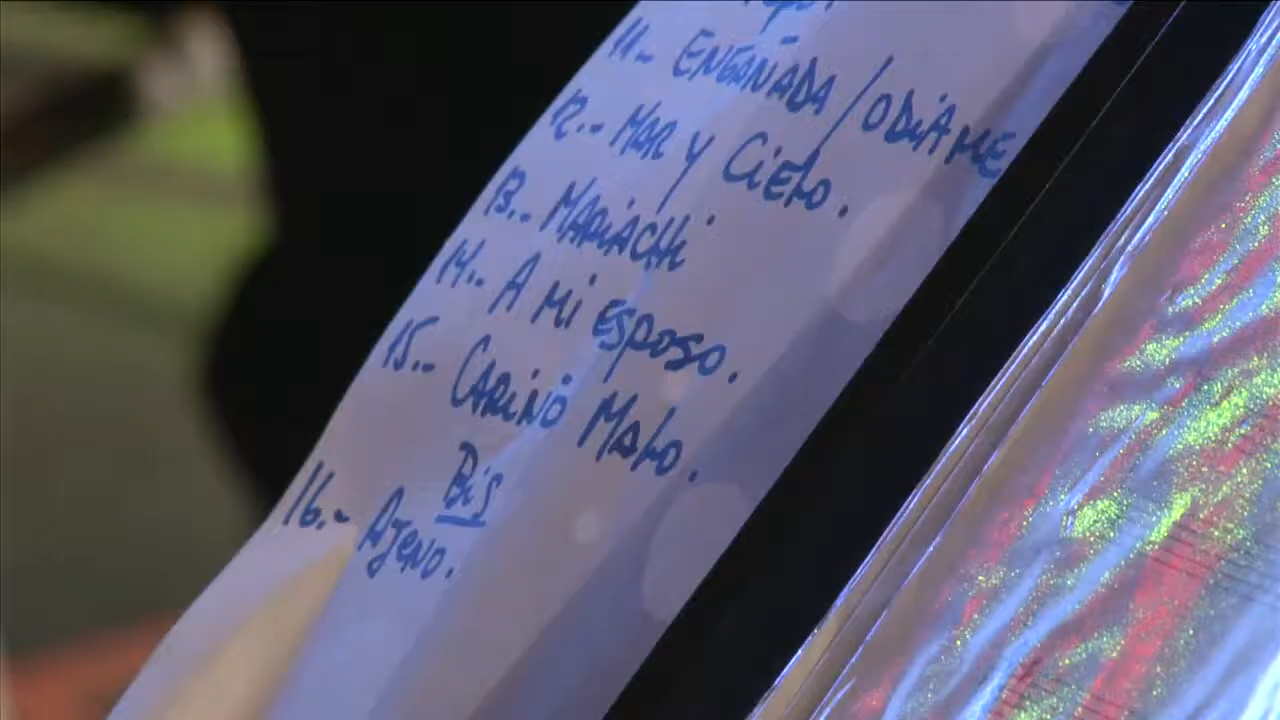 11.- ENGAÑADA / ODIAME
12.- MAR Y CiELO.
13.- MARiACHi
14.- A Mi ESPOSO.
15.- CARiÑO MALO.
Bis
16.- AJENO.